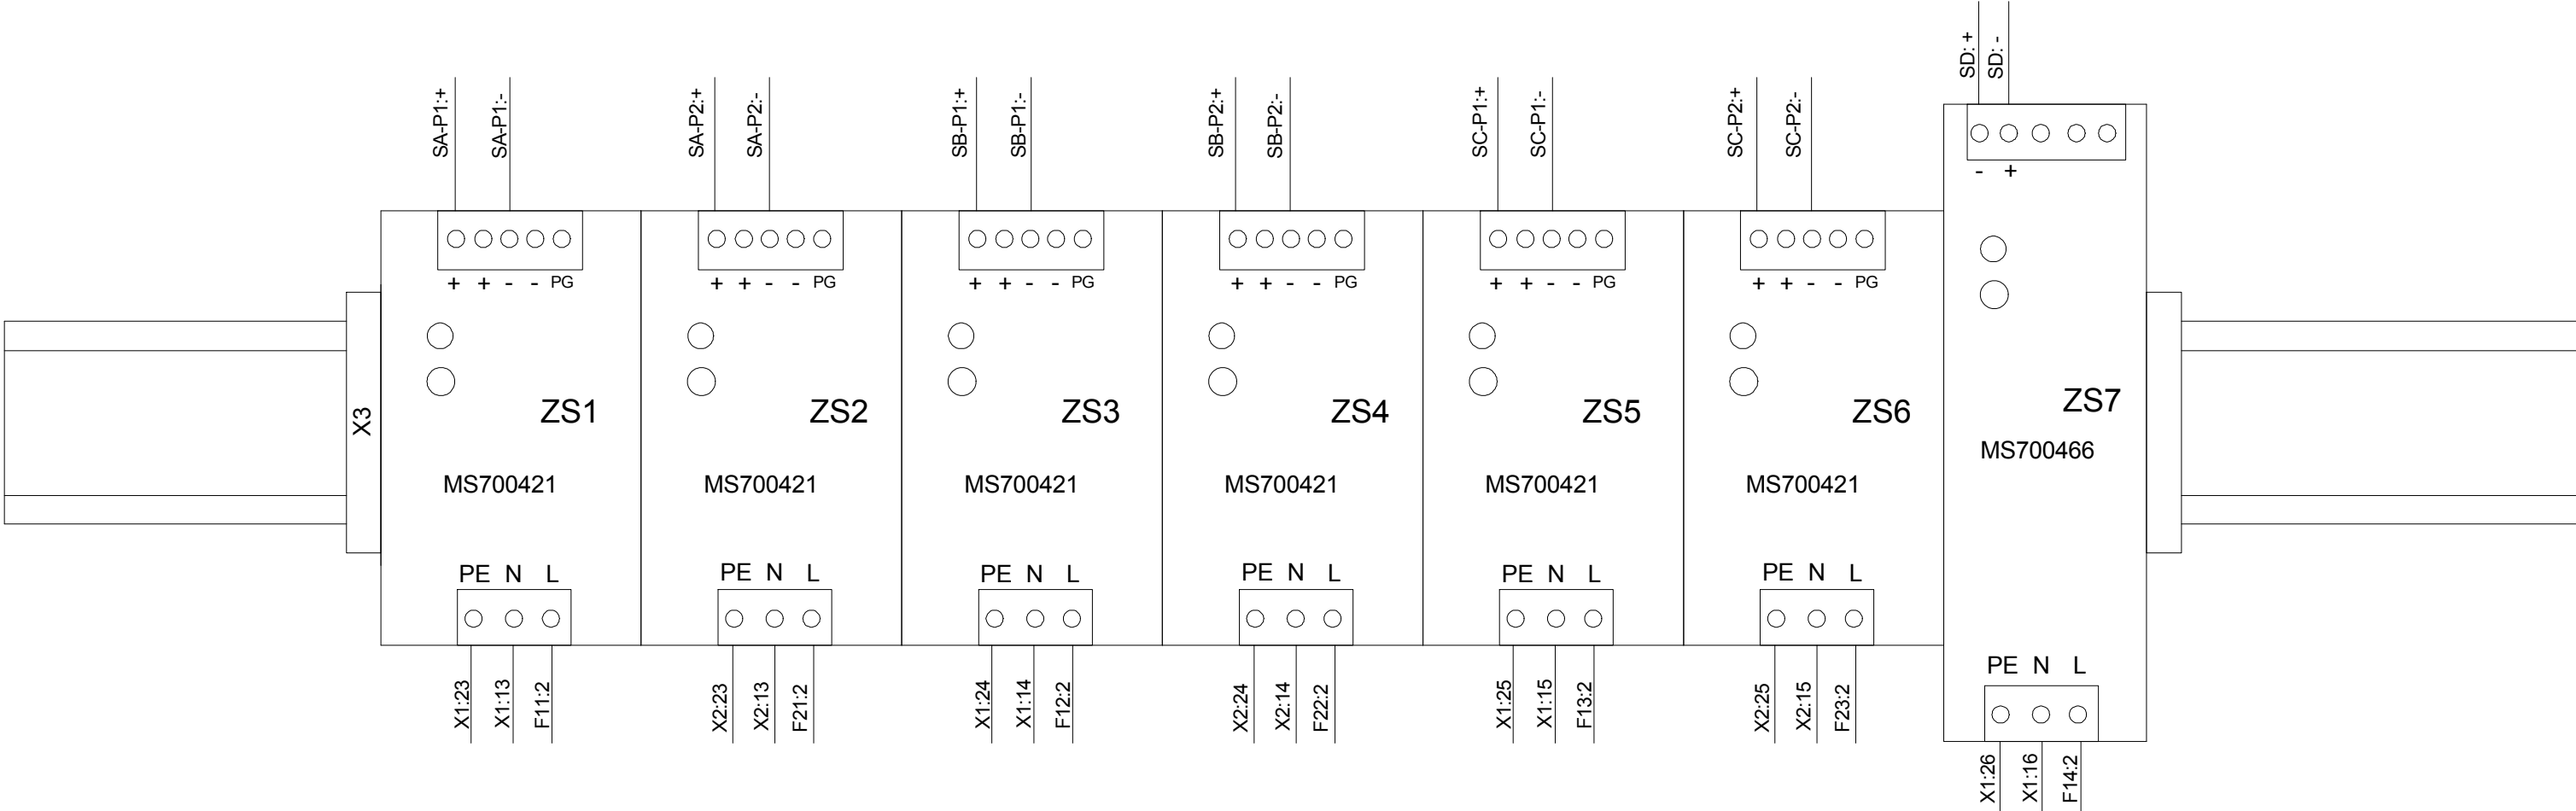 SD: +
SD: -
SA-P1:+
SA-P1:-
SA-P2:+
SA-P2:-
SB-P1:+
SB-P1:-
SB-P2:+
SB-P2:-
SC-P1:+
SC-P1:-
SC-P2:+
SC-P2:-
- +
+ + - - PG
+ + - - PG
+ + - - PG
+ + - - PG
+ + - - PG
+ + - - PG
X3
ZS1
ZS2
ZS3
ZS4
ZS5
ZS6
ZS7
MS700421
MS700421
MS700421
MS700421
MS700421
MS700421
MS700466
PE N L
PE N L
PE N L
PE N L
PE N L
PE N L
PE N L
X1:23
X1:13
F11:2
X2:23
X2:13
F21:2
X1:24
X1:14
F12:2
X2:24
X2:14
F22:2
X1:25
X1:15
F13:2
X2:25
X2:15
F23:2
X1:26
X1:16
F14:2